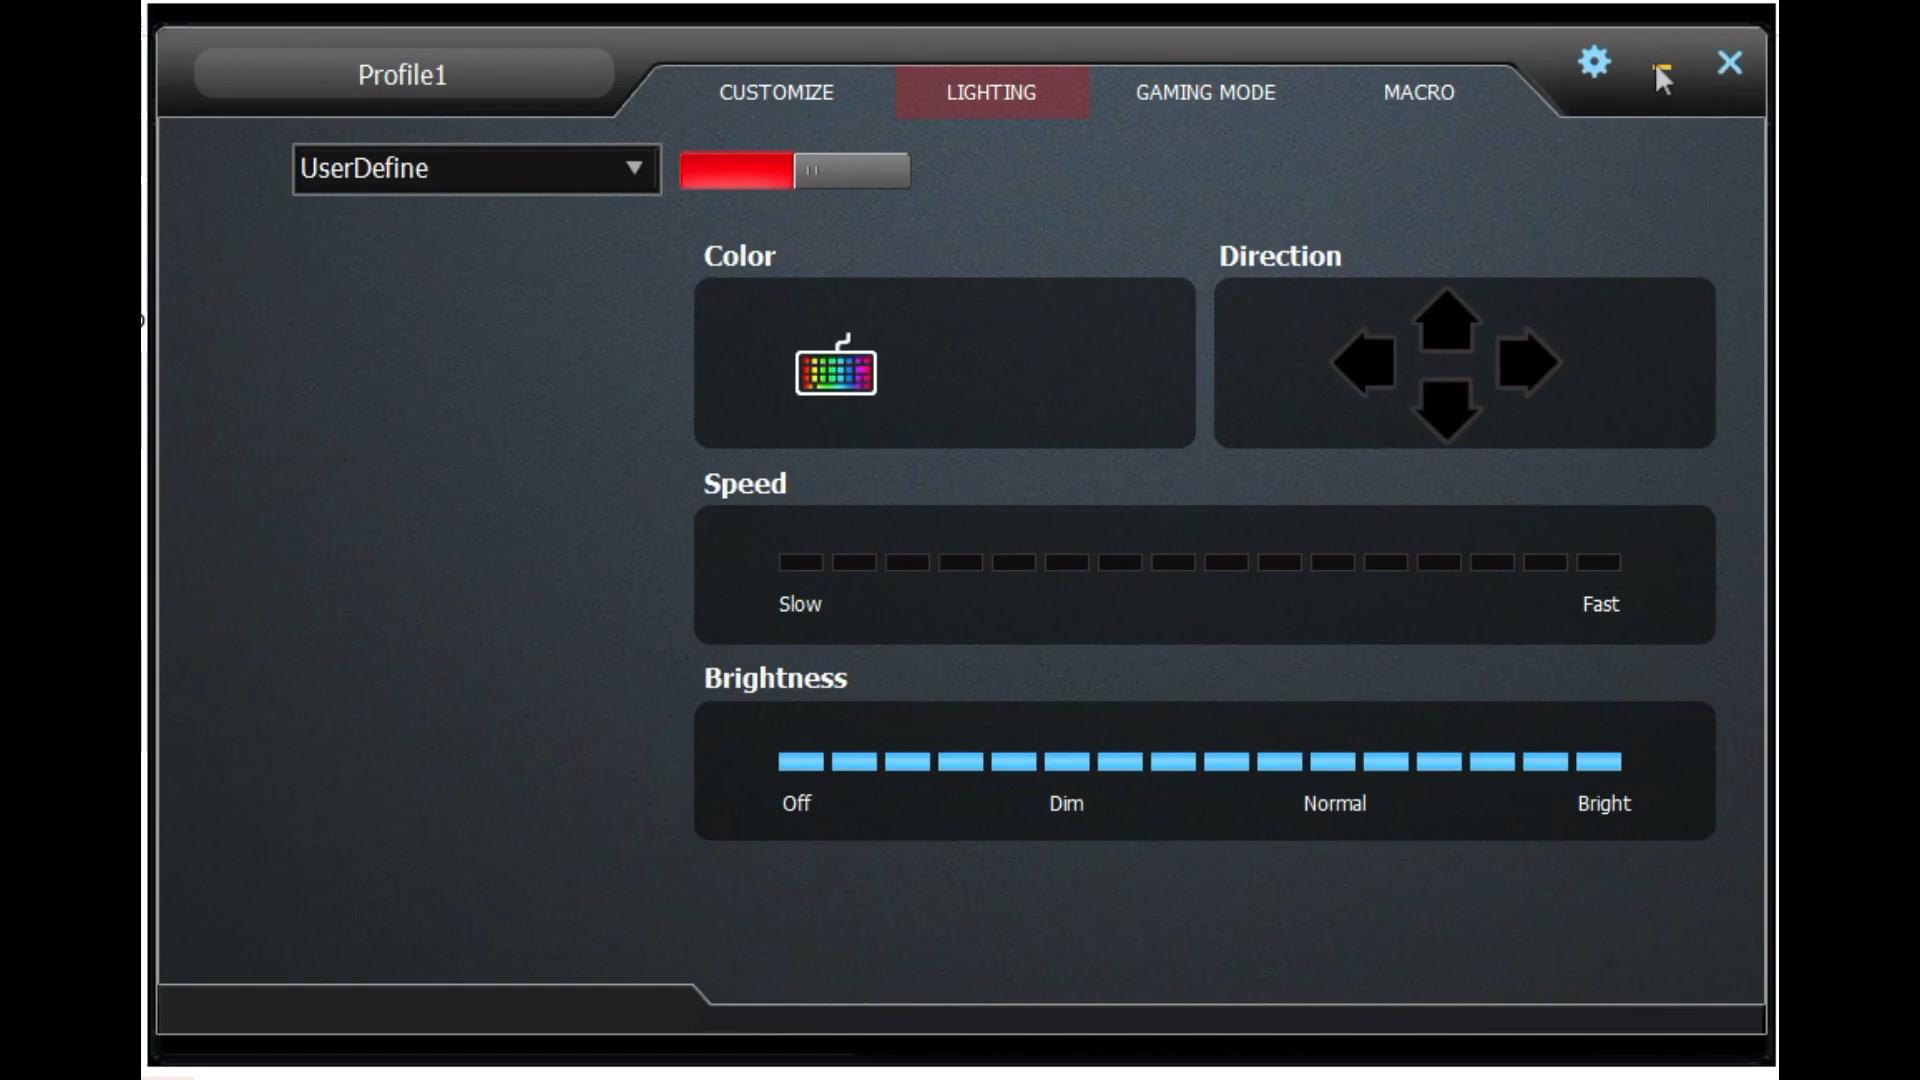 Profile1
CUSTOMIZE
LIGHTING
GAMING MODE
MACRO
UserDefine
Color
Direction
Speed
Slow
Fast
Brightness
Off
Dim
Normal
Bright